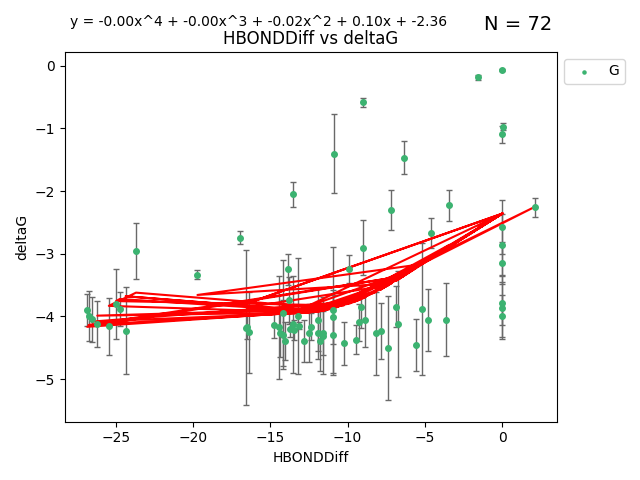 y = -0.00x^4 + -0.00x^3 + -0.02x^2 + 0.10x + -2.36
N = 72
HBONDDiff vs deltaG
G
deltaG
0
−1
−2
−3
−4
−5
−25 −20 −15 −10 −5 0
HBONDDiff